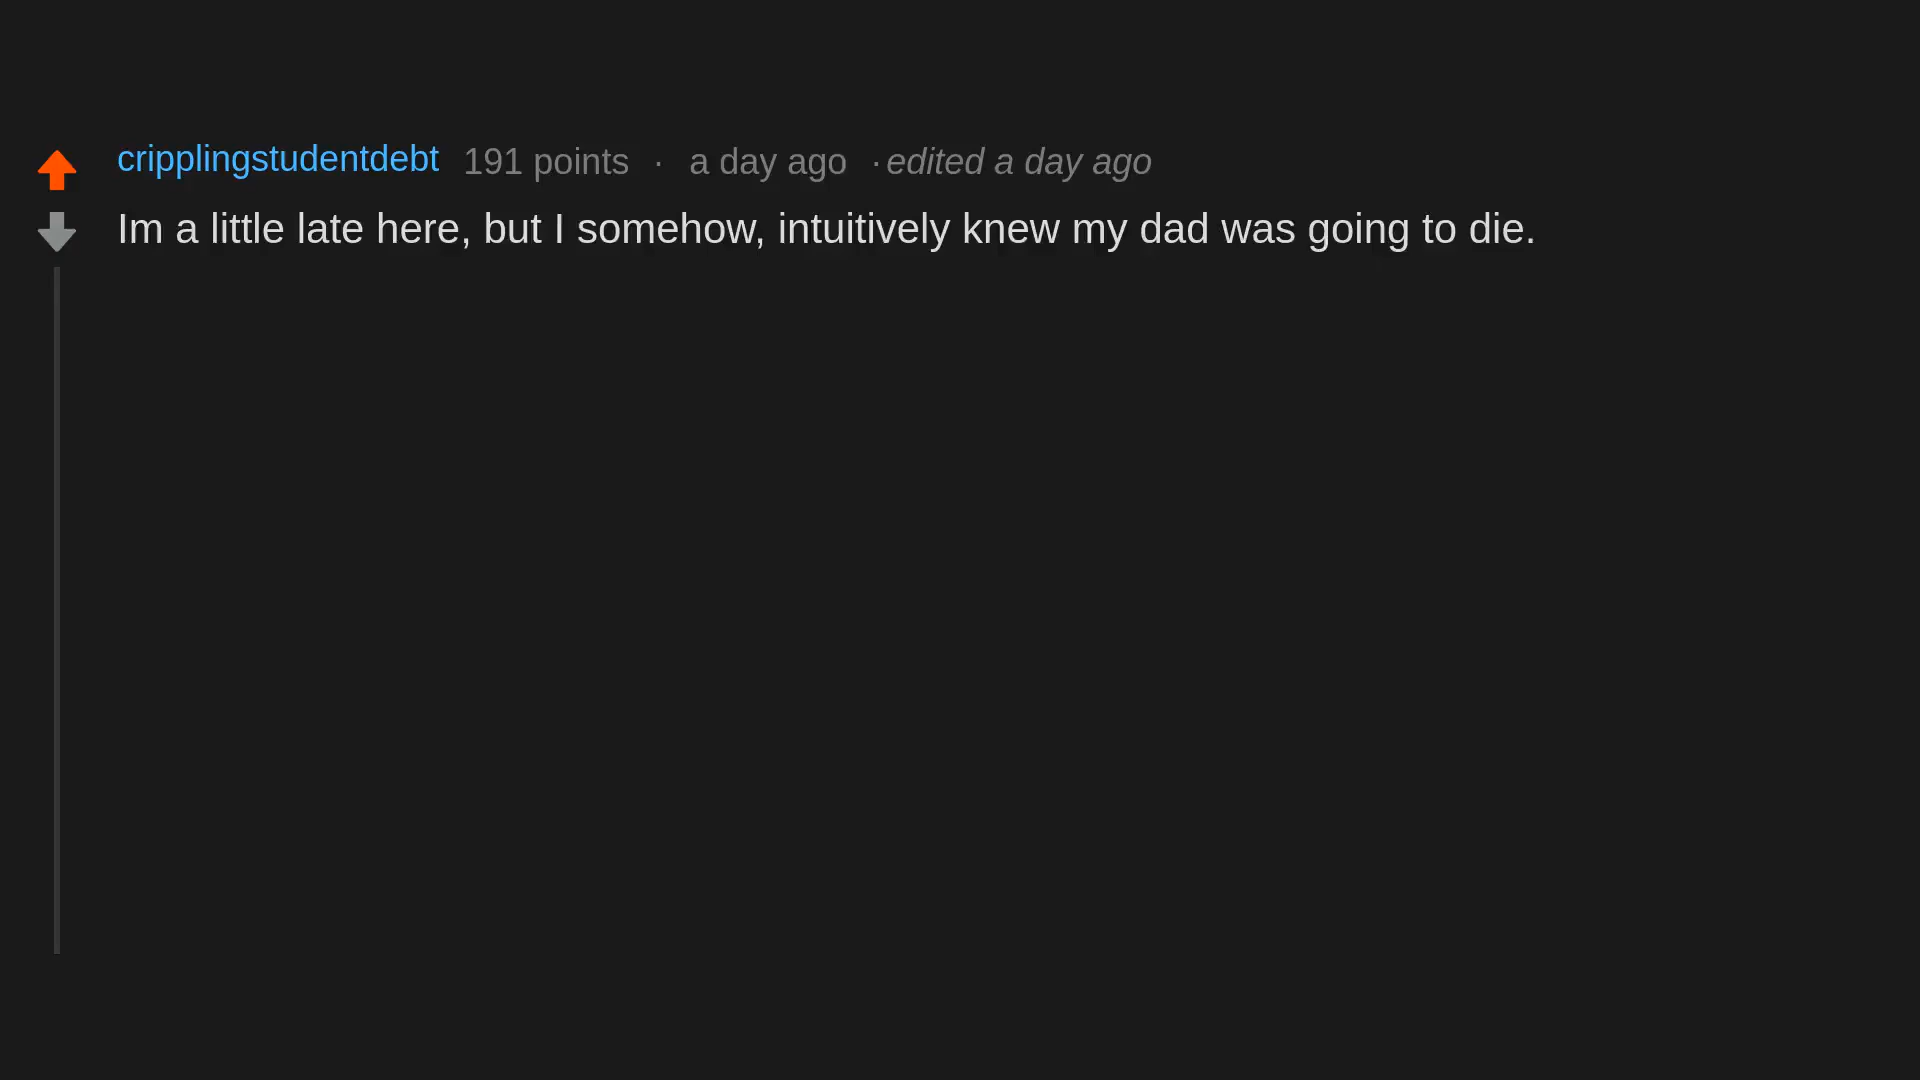 cripplingstudentdebt 191 points · a day ago · edited a day ago
Im a little late here, but I somehow, intuitively knew my dad was going to die.